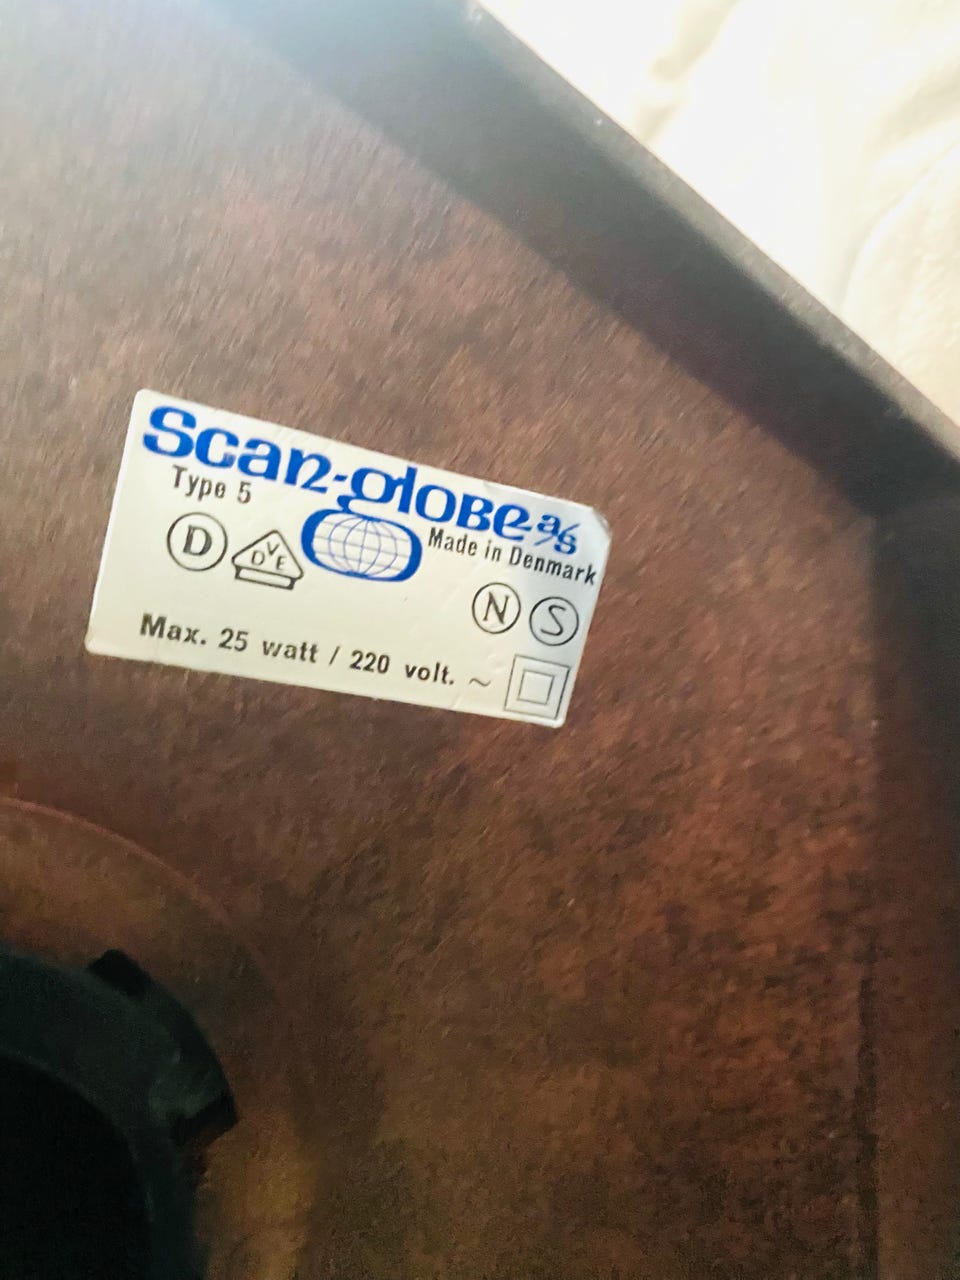 Scan-globe a/s
Type 5
Made in Denmark
D
D V E
N S
Max. 25 watt / 220 volt. ~